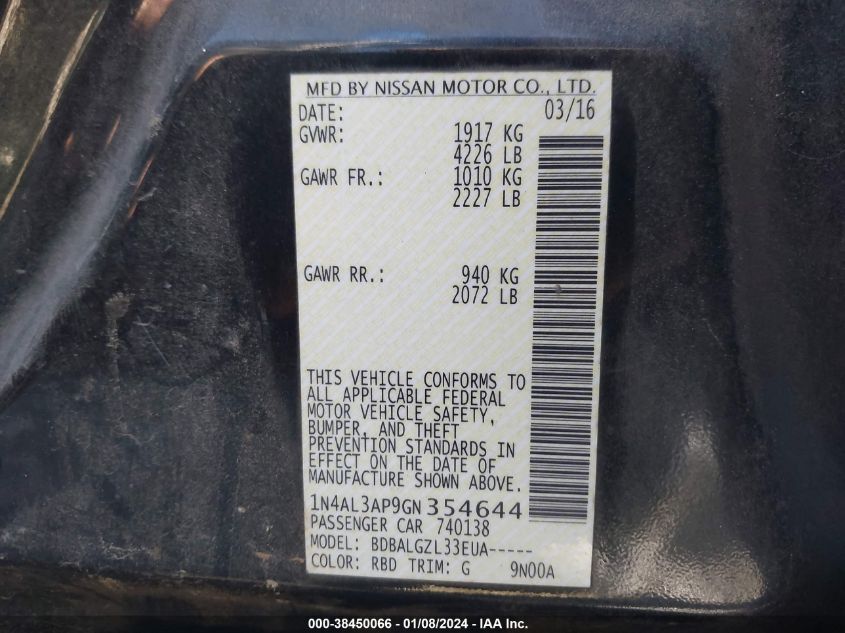 MFD BY NISSAN MOTOR CO., LTD.
DATE: 03/16
GVWR: 1917 KG
4226 LB
GAWR FR.: 1010 KG
2227 LB
GAWR RR.: 940 KG
2072 LB
THIS VEHICLE CONFORMS TO
ALL APPLICABLE FEDERAL
MOTOR VEHICLE SAFETY,
BUMPER, AND THEFT
PREVENTION STANDARDS IN
EFFECT ON THE DATE OF
MANUFACTURE SHOWN ABOVE.
1N4AL3AP9GN354644
PASSENGER CAR 740138
MODEL: BDBALGZL33EUA-----
COLOR: RBD TRIM: G 9N00A
000-38450066 - 01/08/2024 - IAA Inc.